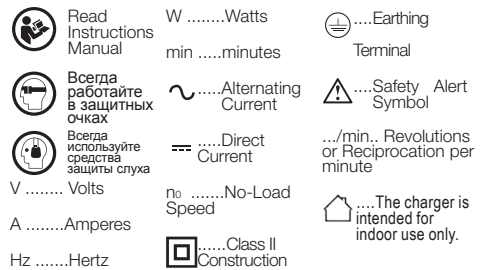 Read
Instructions
Manual
Всегда
работайте
в защитных
очках
Всегда
используйте
средства
защиты слуха
V ........ Volts
A ........Amperes
Hz .......Hertz
W ........Watts
min .....minutes
.....Alternating
Current
.....Direct
Current
n0 .......No-Load
Speed
......Class II
Construction
....Earthing
Terminal
....Safety Alert
Symbol
.../min.. Revolutions
or Reciprocation per
minute
....The charger is
intended for
indoor use only.